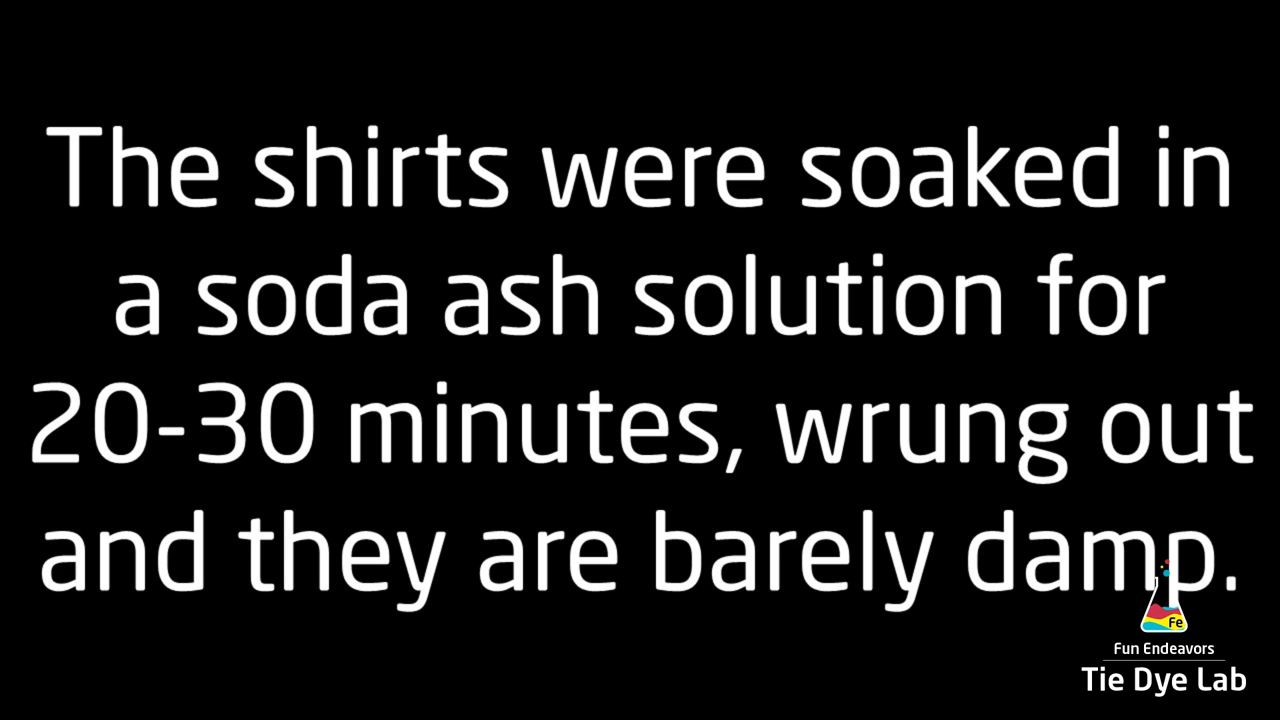 The shirts were soaked in
a soda ash solution for
20-30 minutes, wrung out
and they are barely damp.
Fe
Fun Endeavors
Tie Dye Lab